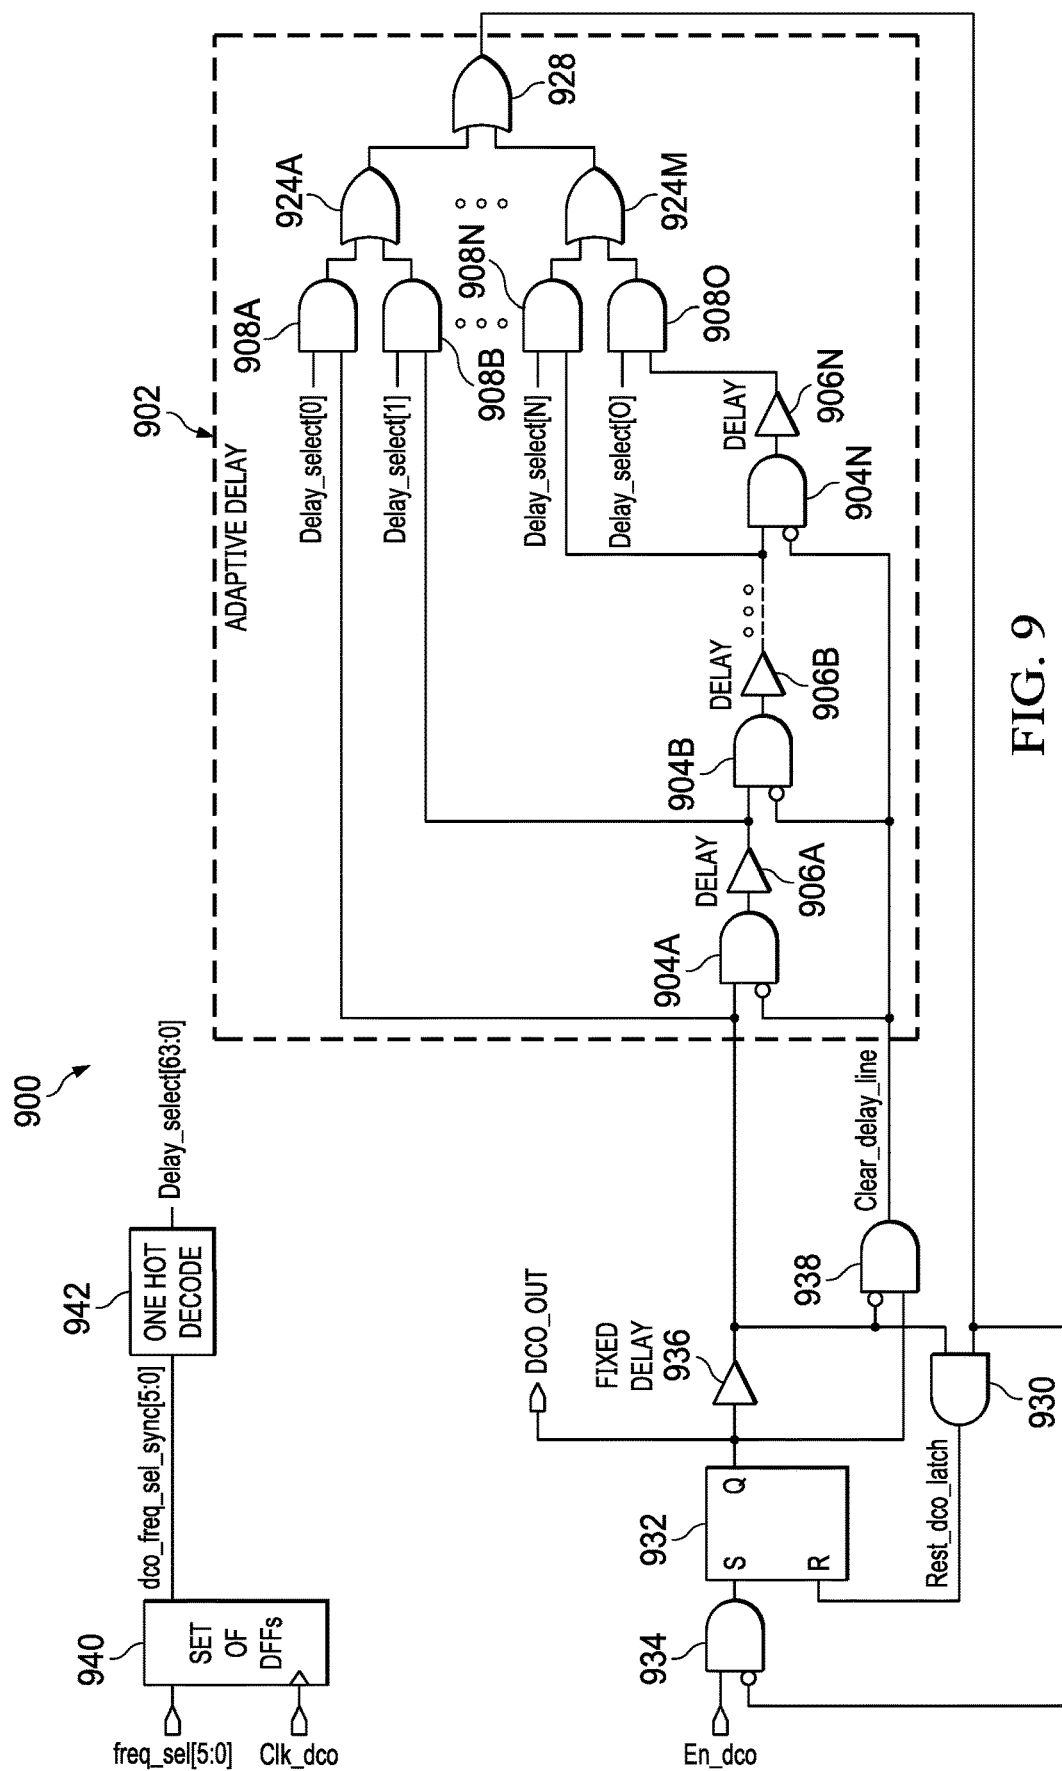 900
freq_sel[5:0]
Clk_dco
940
SET
OF
DFFs
dco_freq_sel_sync[5:0]
942
ONE HOT
DECODE
Delay_select[63:0]
902
ADAPTIVE DELAY
Delay_select[0]
908A
Delay_select[1]
908B
924A
Delay_select[N]
908N
Delay_select[O]
908O
924M
928
904A
DELAY
906A
904B
DELAY
906B
904N
DELAY
906N
En_dco
934
932
S
R
Q
DCO_OUT
FIXED
DELAY
936
938
Clear_delay_line
Rest_dco_latch
930
FIG. 9